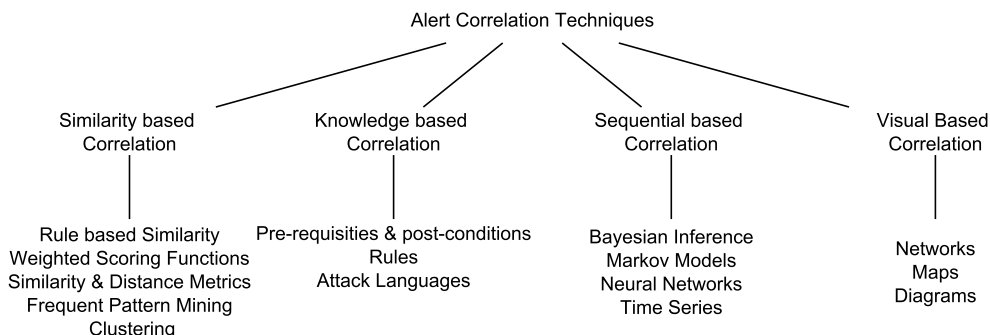 Alert Correlation Techniques
Similarity based
Correlation
Knowledge based
Correlation
Sequential based
Correlation
Visual Based
Correlation
Rule based Similarity
Weighted Scoring Functions
Similarity & Distance Metrics
Frequent Pattern Mining
Clustering
Pre-requisities & post-conditions
Rules
Attack Languages
Bayesian Inference
Markov Models
Neural Networks
Time Series
Networks
Maps
Diagrams